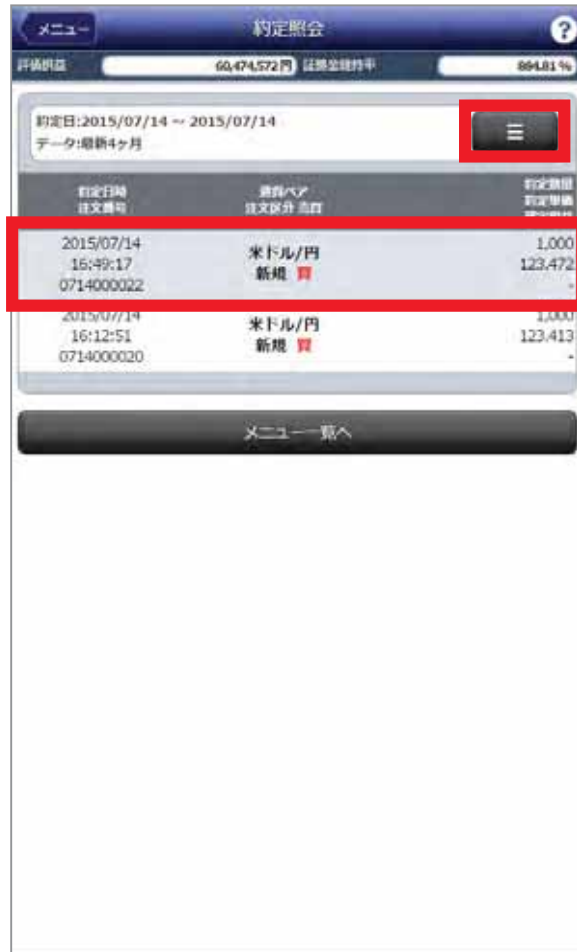 メニュー
約定照会
?
評価損益 60,474,572円 証拠金維持率 864.81%
約定日:2015/07/14 ~ 2015/07/14
データ:最新4ヶ月
約定日時 通貨ペア 約定数量
注文番号 注文区分 売買 約定単価
2015/07/14
16:49:17
0714000022
米ドル/円
新規 買
1,000
123.472
-
2015/07/14
16:12:51
0714000020
米ドル/円
新規 買
1,000
123.413
-
メニュー一覧へ